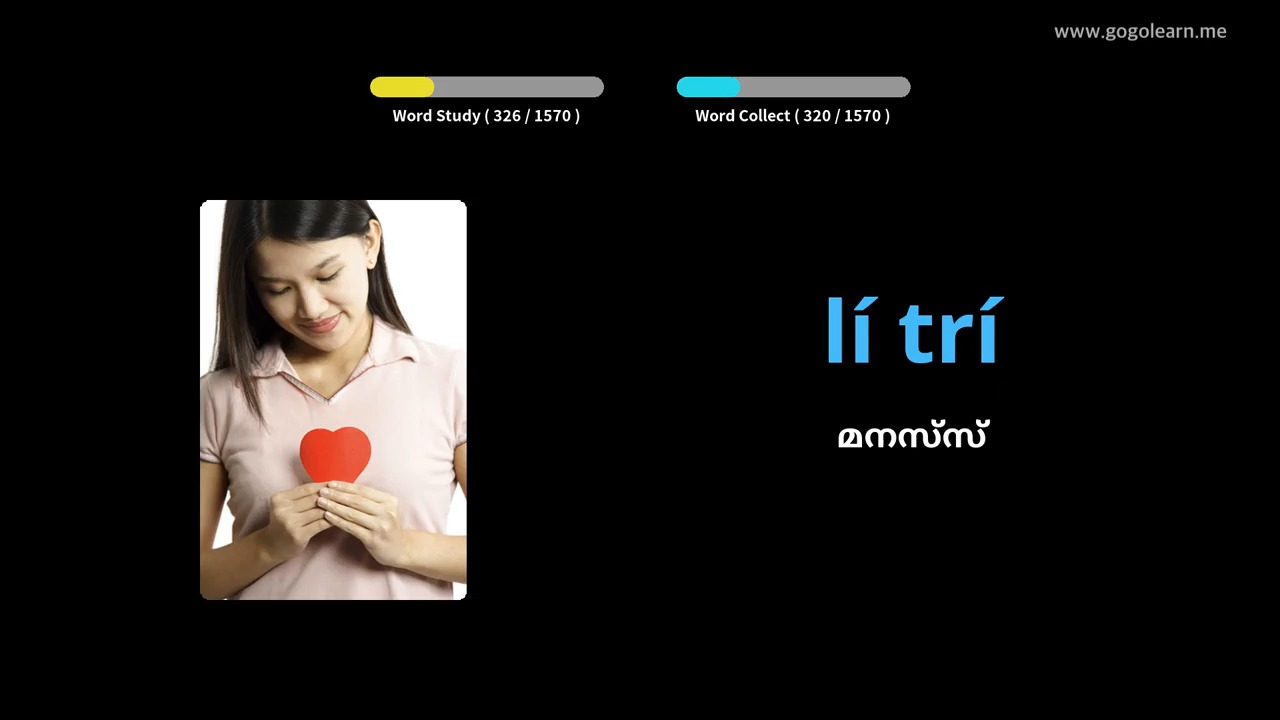 www.gogolearn.me
Word Study ( 326 / 1570 )
Word Collect ( 320 / 1570 )
lí trí
മനസ്സ്